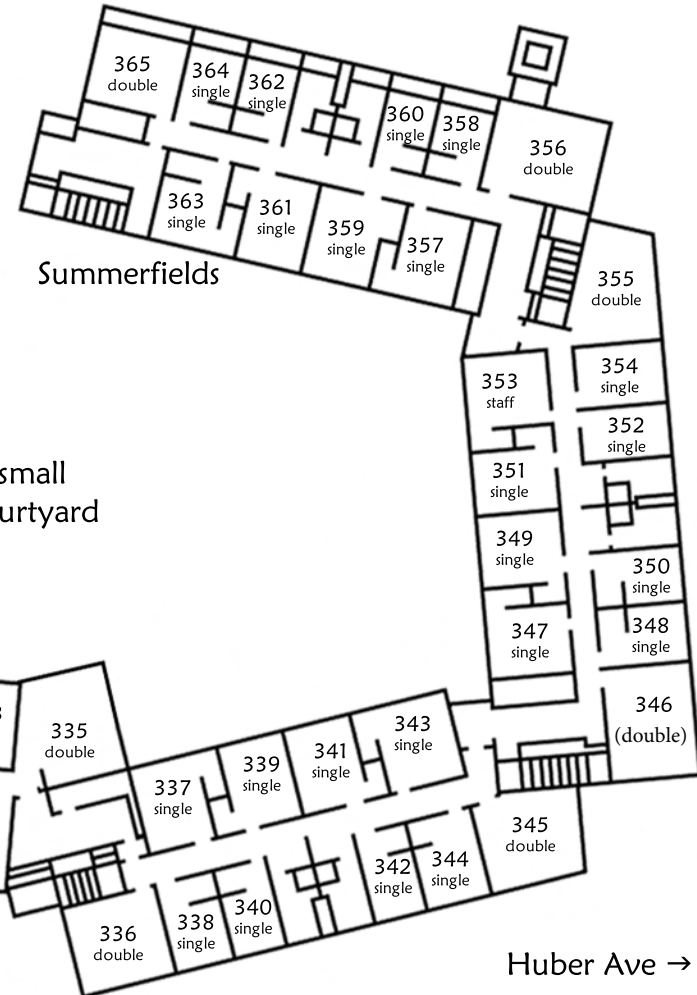 365
double
364
single
362
single
360
single
358
single
356
double
363
single
361
single
359
single
357
single
Summerfields
355
double
354
single
353
staff
352
single
351
single
small
urtyard
349
single
350
single
348
single
347
single
346
(double)
335
double
343
single
341
single
339
single
337
single
345
double
344
single
342
single
340
single
338
single
336
double
Huber Ave →